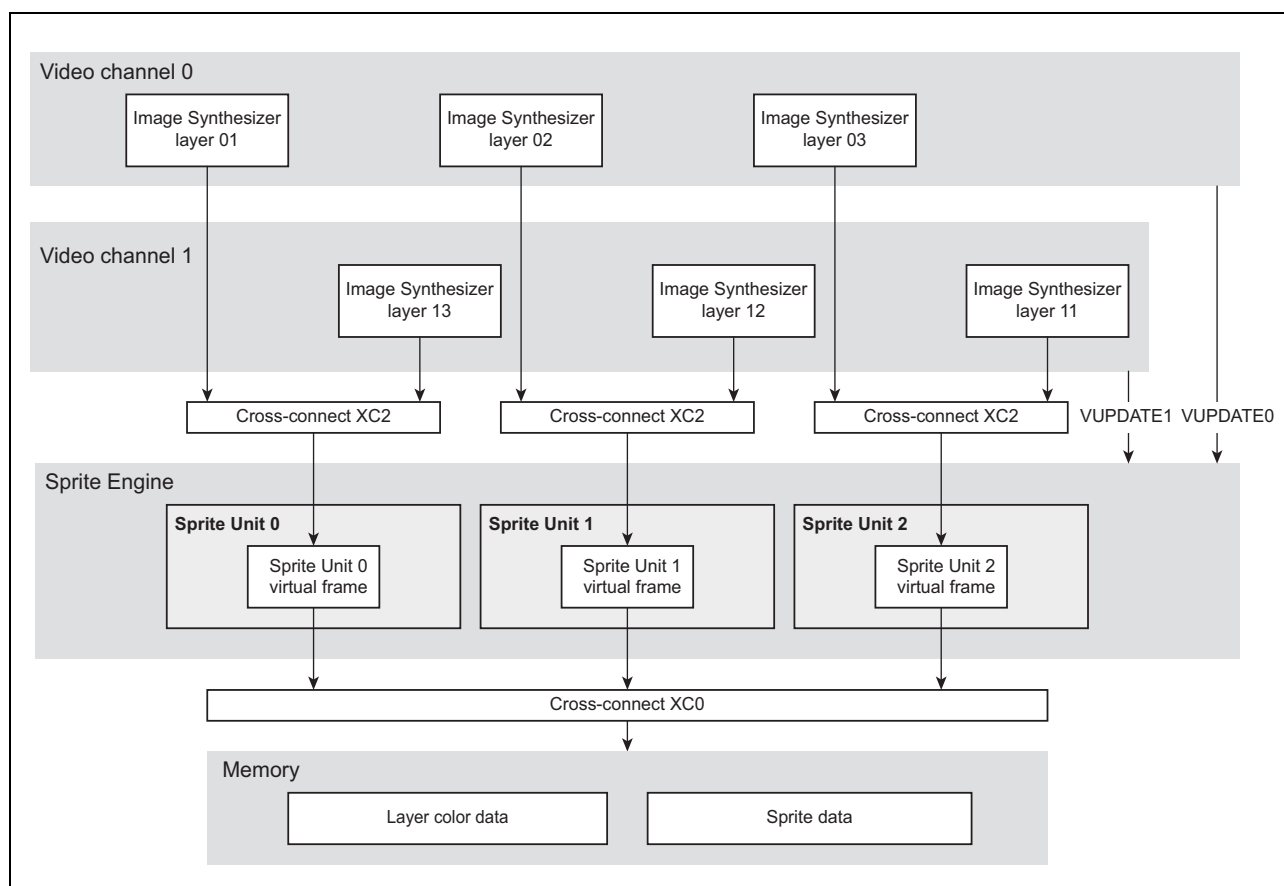 Video channel 0
Image Synthesizer
layer 01
Image Synthesizer
layer 02
Image Synthesizer
layer 03
Video channel 1
Image Synthesizer
layer 13
Image Synthesizer
layer 12
Image Synthesizer
layer 11
Cross-connect XC2
Cross-connect XC2
Cross-connect XC2
VUPDATE1
VUPDATE0
Sprite Engine
Sprite Unit 0
Sprite Unit 0
virtual frame
Sprite Unit 1
Sprite Unit 1
virtual frame
Sprite Unit 2
Sprite Unit 2
virtual frame
Cross-connect XC0
Memory
Layer color data
Sprite data